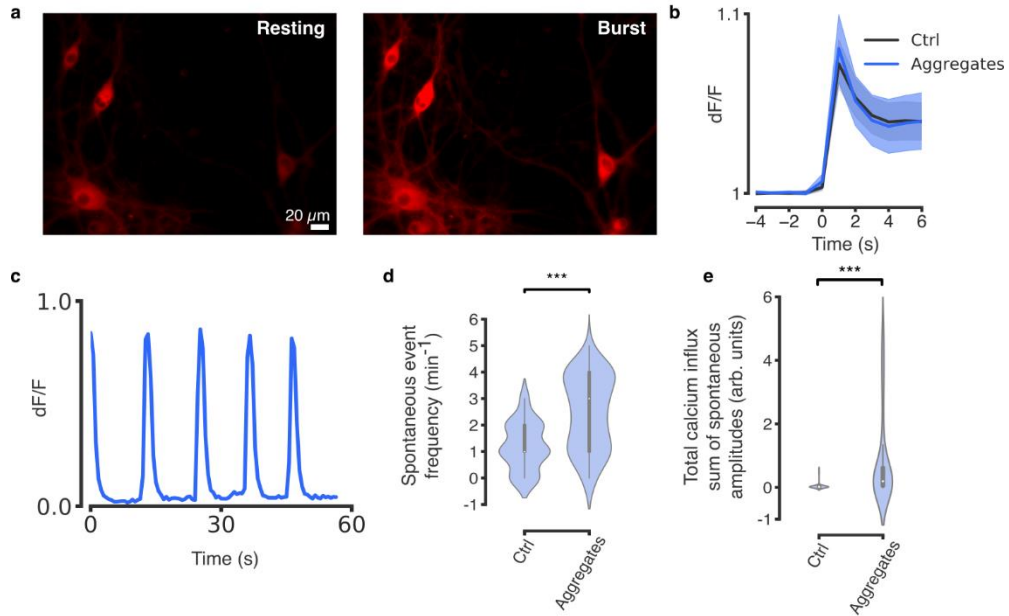 a
Resting
20 µm
Burst
b
1.1
Ctrl
Aggregates
dF/F
1
−4 −2 0 2 4 6
Time (s)
c
1.0
dF/F
0.0
0 30 60
Time (s)
d
***
6
5
4
3
2
1
0
-1
Spontaneous event
frequency (min⁻¹)
Ctrl
Aggregates
e
***
6
4
2
0
-1
Total calcium influx
sum of spontaneous
amplitudes (arb. units)
Ctrl
Aggregates